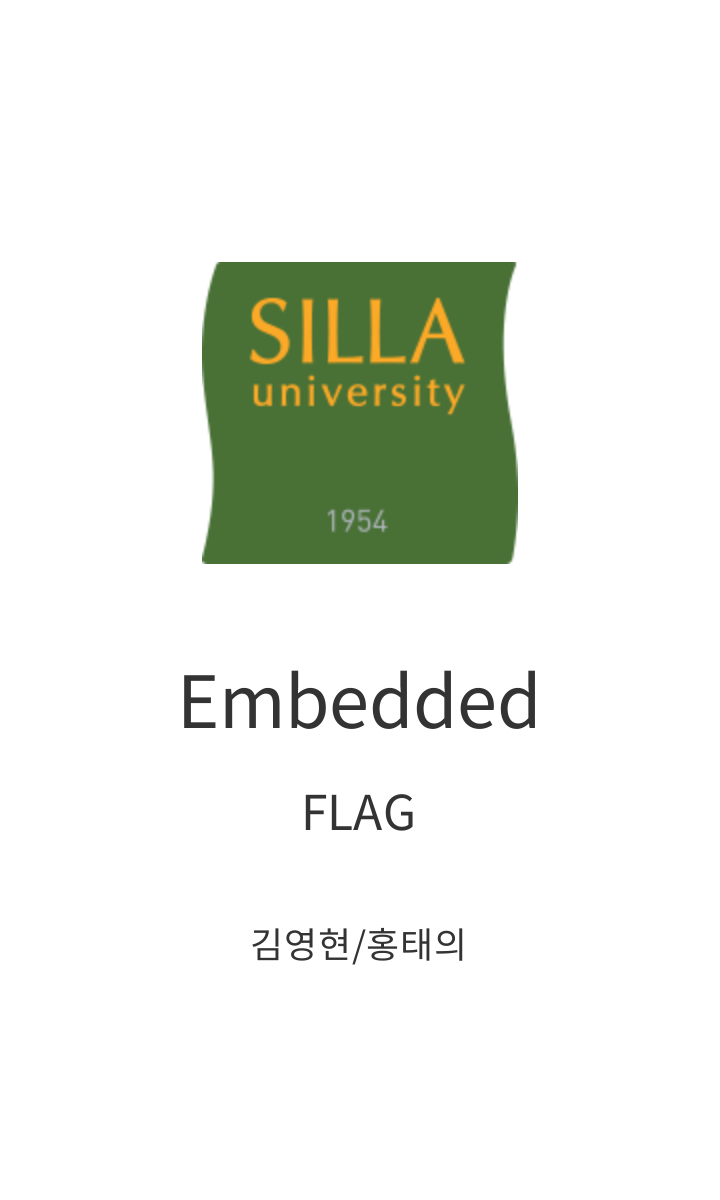 SILLA
university
1954
Embedded
FLAG
김영현/홍태의